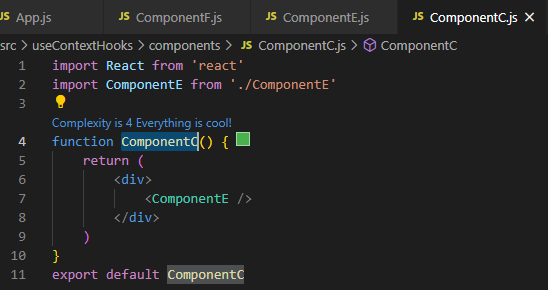 JS App.js JS ComponentF.js JS ComponentE.js JS ComponentC.js ×
src > useContextHooks > components > JS ComponentC.js > ComponentC
1 import React from 'react'
2 import ComponentE from './ComponentE'
3
Complexity is 4 Everything is cool!
4 function ComponentC() {
5 return (
6 <div>
7 <ComponentE />
8 </div>
9 )
10 }
11 export default ComponentC